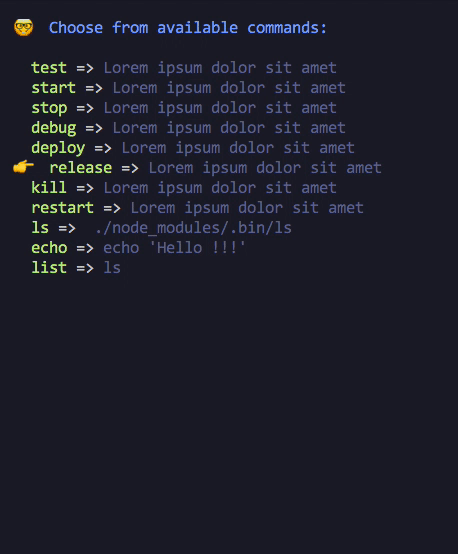 🤓 Choose from available commands:
test => Lorem ipsum dolor sit amet
start => Lorem ipsum dolor sit amet
stop => Lorem ipsum dolor sit amet
debug => Lorem ipsum dolor sit amet
deploy => Lorem ipsum dolor sit amet
👉 release => Lorem ipsum dolor sit amet
kill => Lorem ipsum dolor sit amet
restart => Lorem ipsum dolor sit amet
ls => ./node_modules/.bin/ls
echo => echo 'Hello !!!'
list => ls